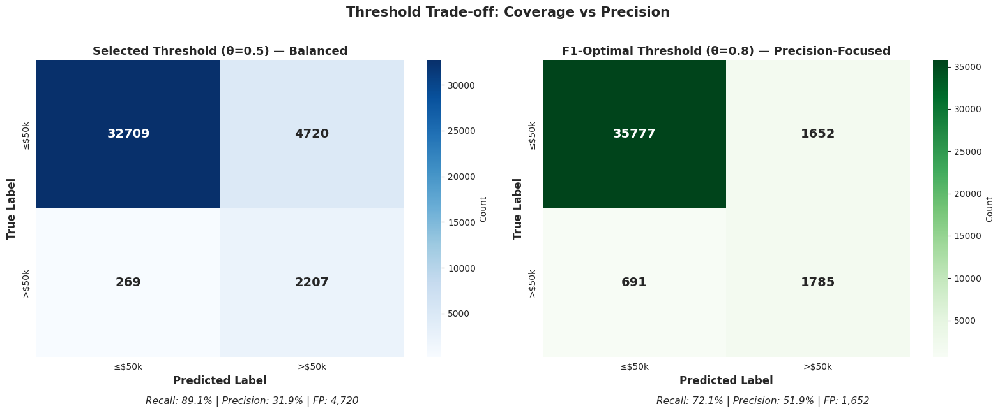 Threshold Trade-off: Coverage vs Precision
Selected Threshold (θ=0.5) — Balanced
32709
4720
269
2207
≤$50k
>$50k
True Label
≤$50k
>$50k
Predicted Label
30000
25000
20000
15000
10000
5000
Count
Recall: 89.1% | Precision: 31.9% | FP: 4,720
F1-Optimal Threshold (θ=0.8) — Precision-Focused
35777
1652
691
1785
≤$50k
>$50k
True Label
≤$50k
>$50k
Predicted Label
35000
30000
25000
20000
15000
10000
5000
Count
Recall: 72.1% | Precision: 51.9% | FP: 1,652